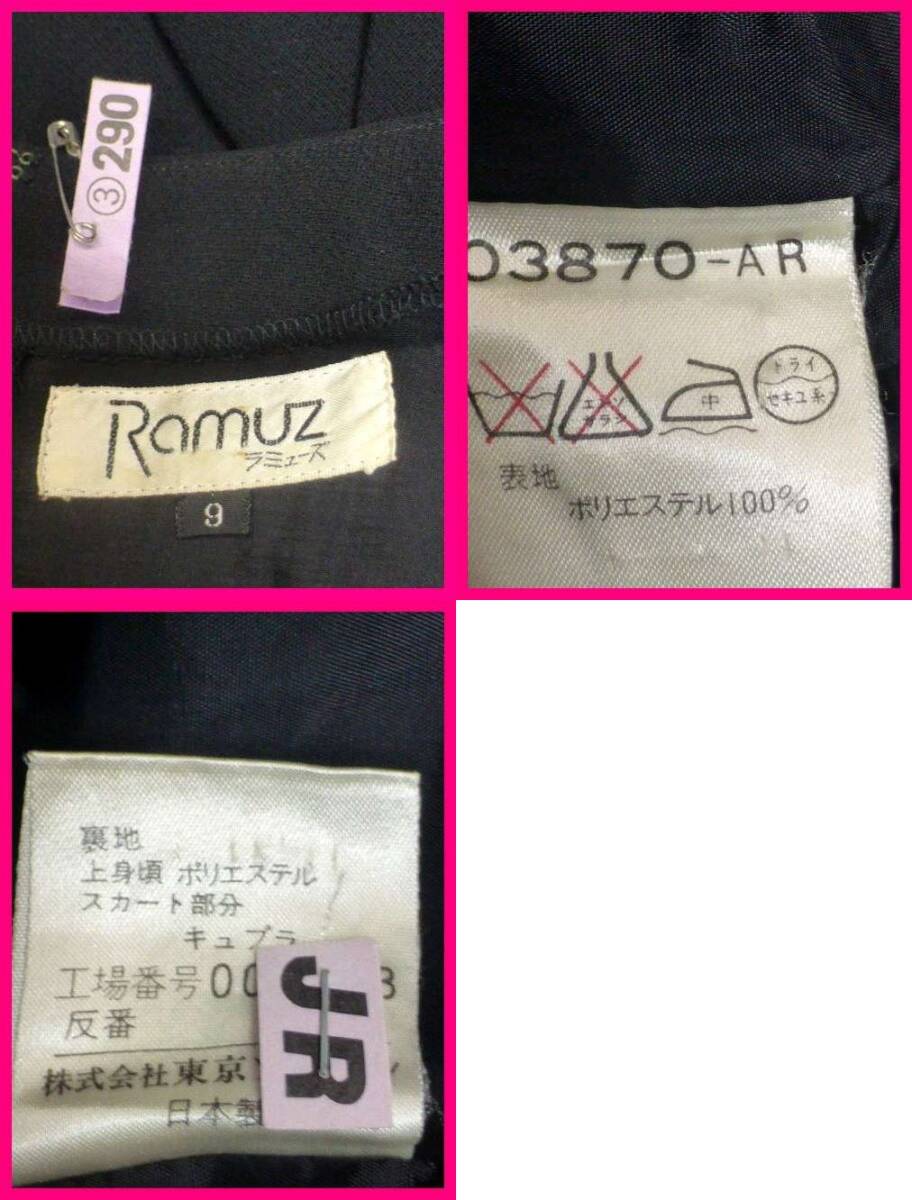 ③290
Ramuz
ラミューズ
9
03870-AR
エンソ
サラシ
中
ドライ
セキユ系
表地
ポリエステル100%
裏地
上身頃 ポリエステル
スカート部分
キュプラ
工場番号00
反番
株式会社東京
日本製
JR